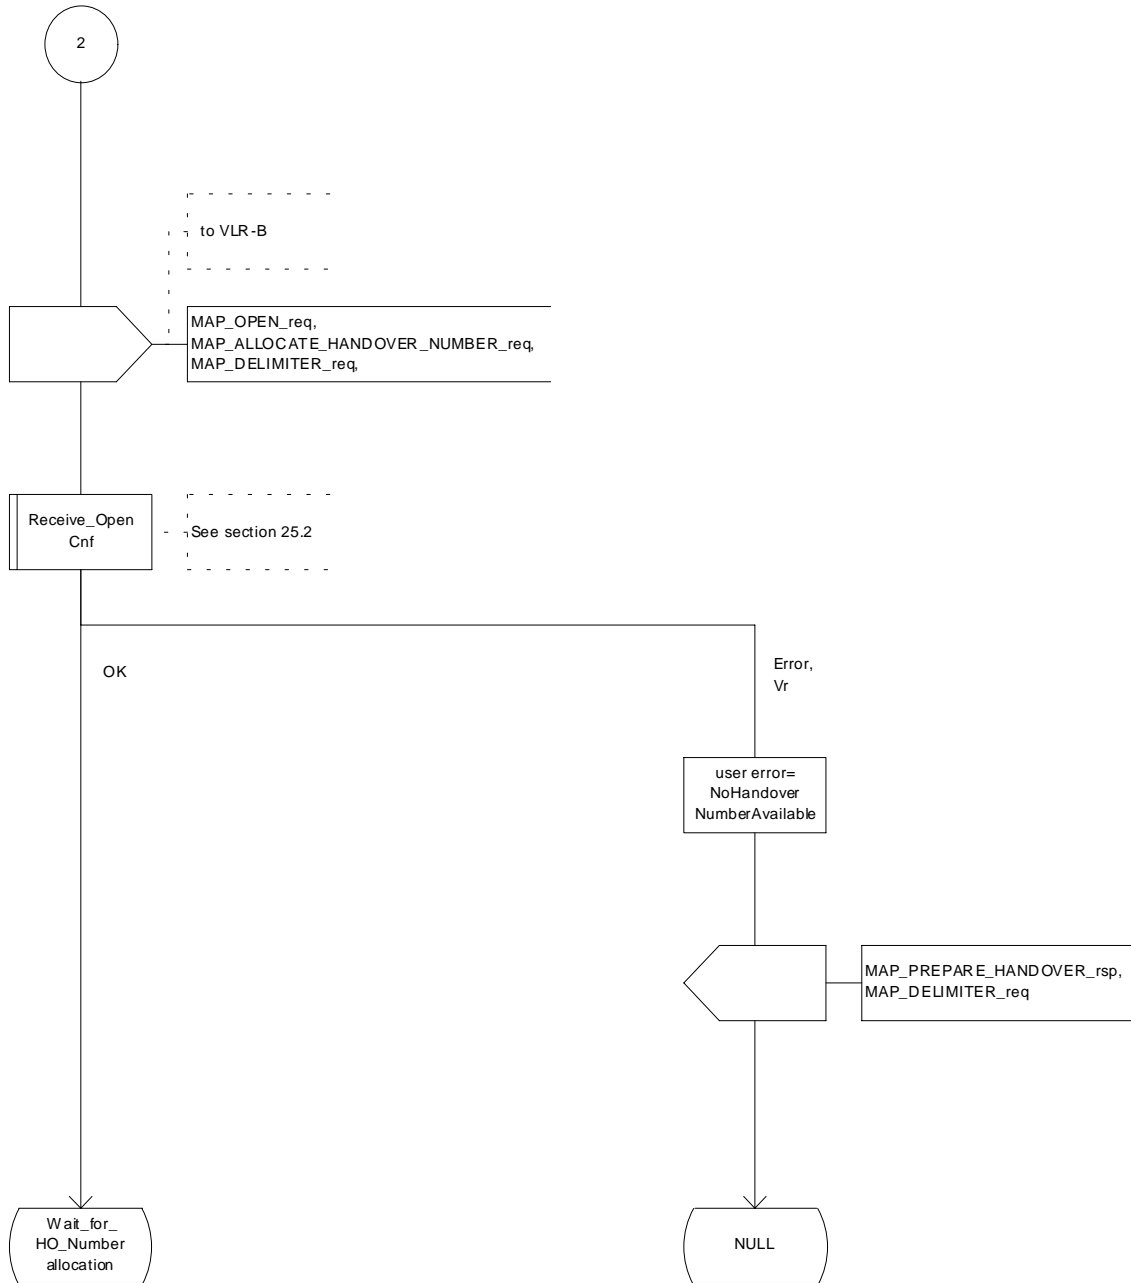 2
to VLR-B
MAP_OPEN_req,
MAP_ALLOCATE_HANDOVER_NUMBER_req,
MAP_DELIMITER_req,
Receive_Open
Cnf
See section 25.2
OK
Error,
Vr
user error=
NoHandover
NumberAvailable
MAP_PREPARE_HANDOVER_rsp,
MAP_DELIMITER_req
Wait_for_
HO_Number
allocation
NULL